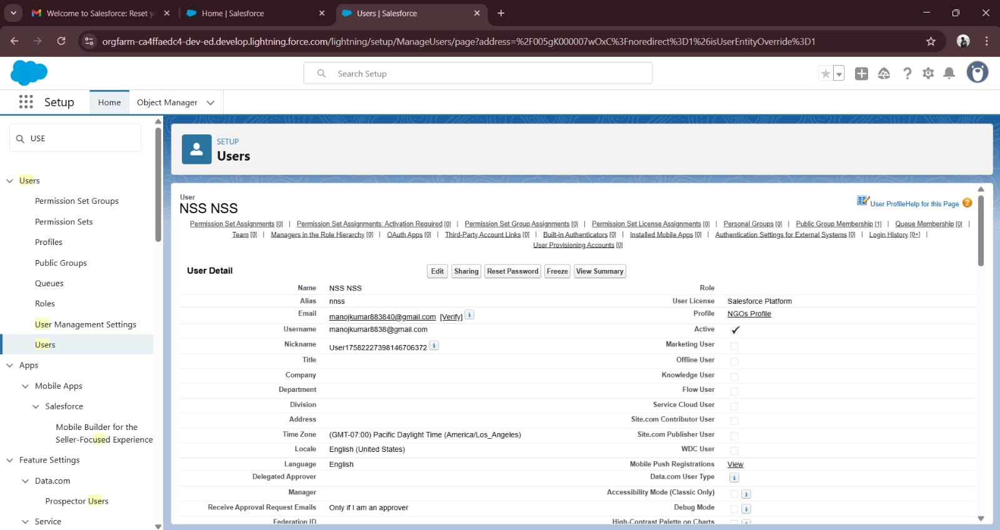 Welcome to Salesforce: Reset y
Home | Salesforce
Users | Salesforce
orgfarm-ca4ffaedc4-dev-ed.develop.lightning.force.com/lightning/setup/ManageUsers/page?address=%2F005gK000007wOxC%3Fnoredirect%3D1%26isUserEntityOverride%3D1
Search Setup
Setup
Home
Object Manager
USE
Users
Permission Set Groups
Permission Sets
Profiles
Public Groups
Queues
Roles
User Management Settings
Users
Apps
Mobile Apps
Salesforce
Mobile Builder for the
Seller-Focused Experience
Feature Settings
Data.com
Prospector Users
Service
SETUP
Users
User
NSS NSS
User Profile Help for this Page
Permission Set Assignments [0] | Permission Set Assignments: Activation Required [0] | Permission Set Group Assignments [0] | Permission Set License Assignments [0] | Personal Groups [0] | Public Group Membership [1] | Queue Membership [0] |
Team [0] | Managers in the Role Hierarchy [0] | OAuth Apps [0] | Third-Party Account Links [0] | Built-in Authenticators [0] | Installed Mobile Apps [0] | Authentication Settings for External Systems [0] | Login History [0+] |
User Provisioning Accounts [0]
User Detail
Edit Sharing Reset Password Freeze View Summary
Name NSS NSS Role
Alias nnss User License Salesforce Platform
Email manojkumar883840@gmail.com [Verify] i Profile NGOs Profile
Username manojkumar8838@gmail.com Active
Nickname User17582227398146706372 i Marketing User
Title Offline User
Company Knowledge User
Department Flow User
Division Service Cloud User
Address Site.com Contributor User
Time Zone (GMT-07:00) Pacific Daylight Time (America/Los_Angeles) Site.com Publisher User
Locale English (United States) WDC User
Language English Mobile Push Registrations View
Delegated Approver Data.com User Type i
Manager Accessibility Mode (Classic Only) i
Receive Approval Request Emails Only if I am an approver Debug Mode i
Federation ID High-Contrast Palette on Charts i